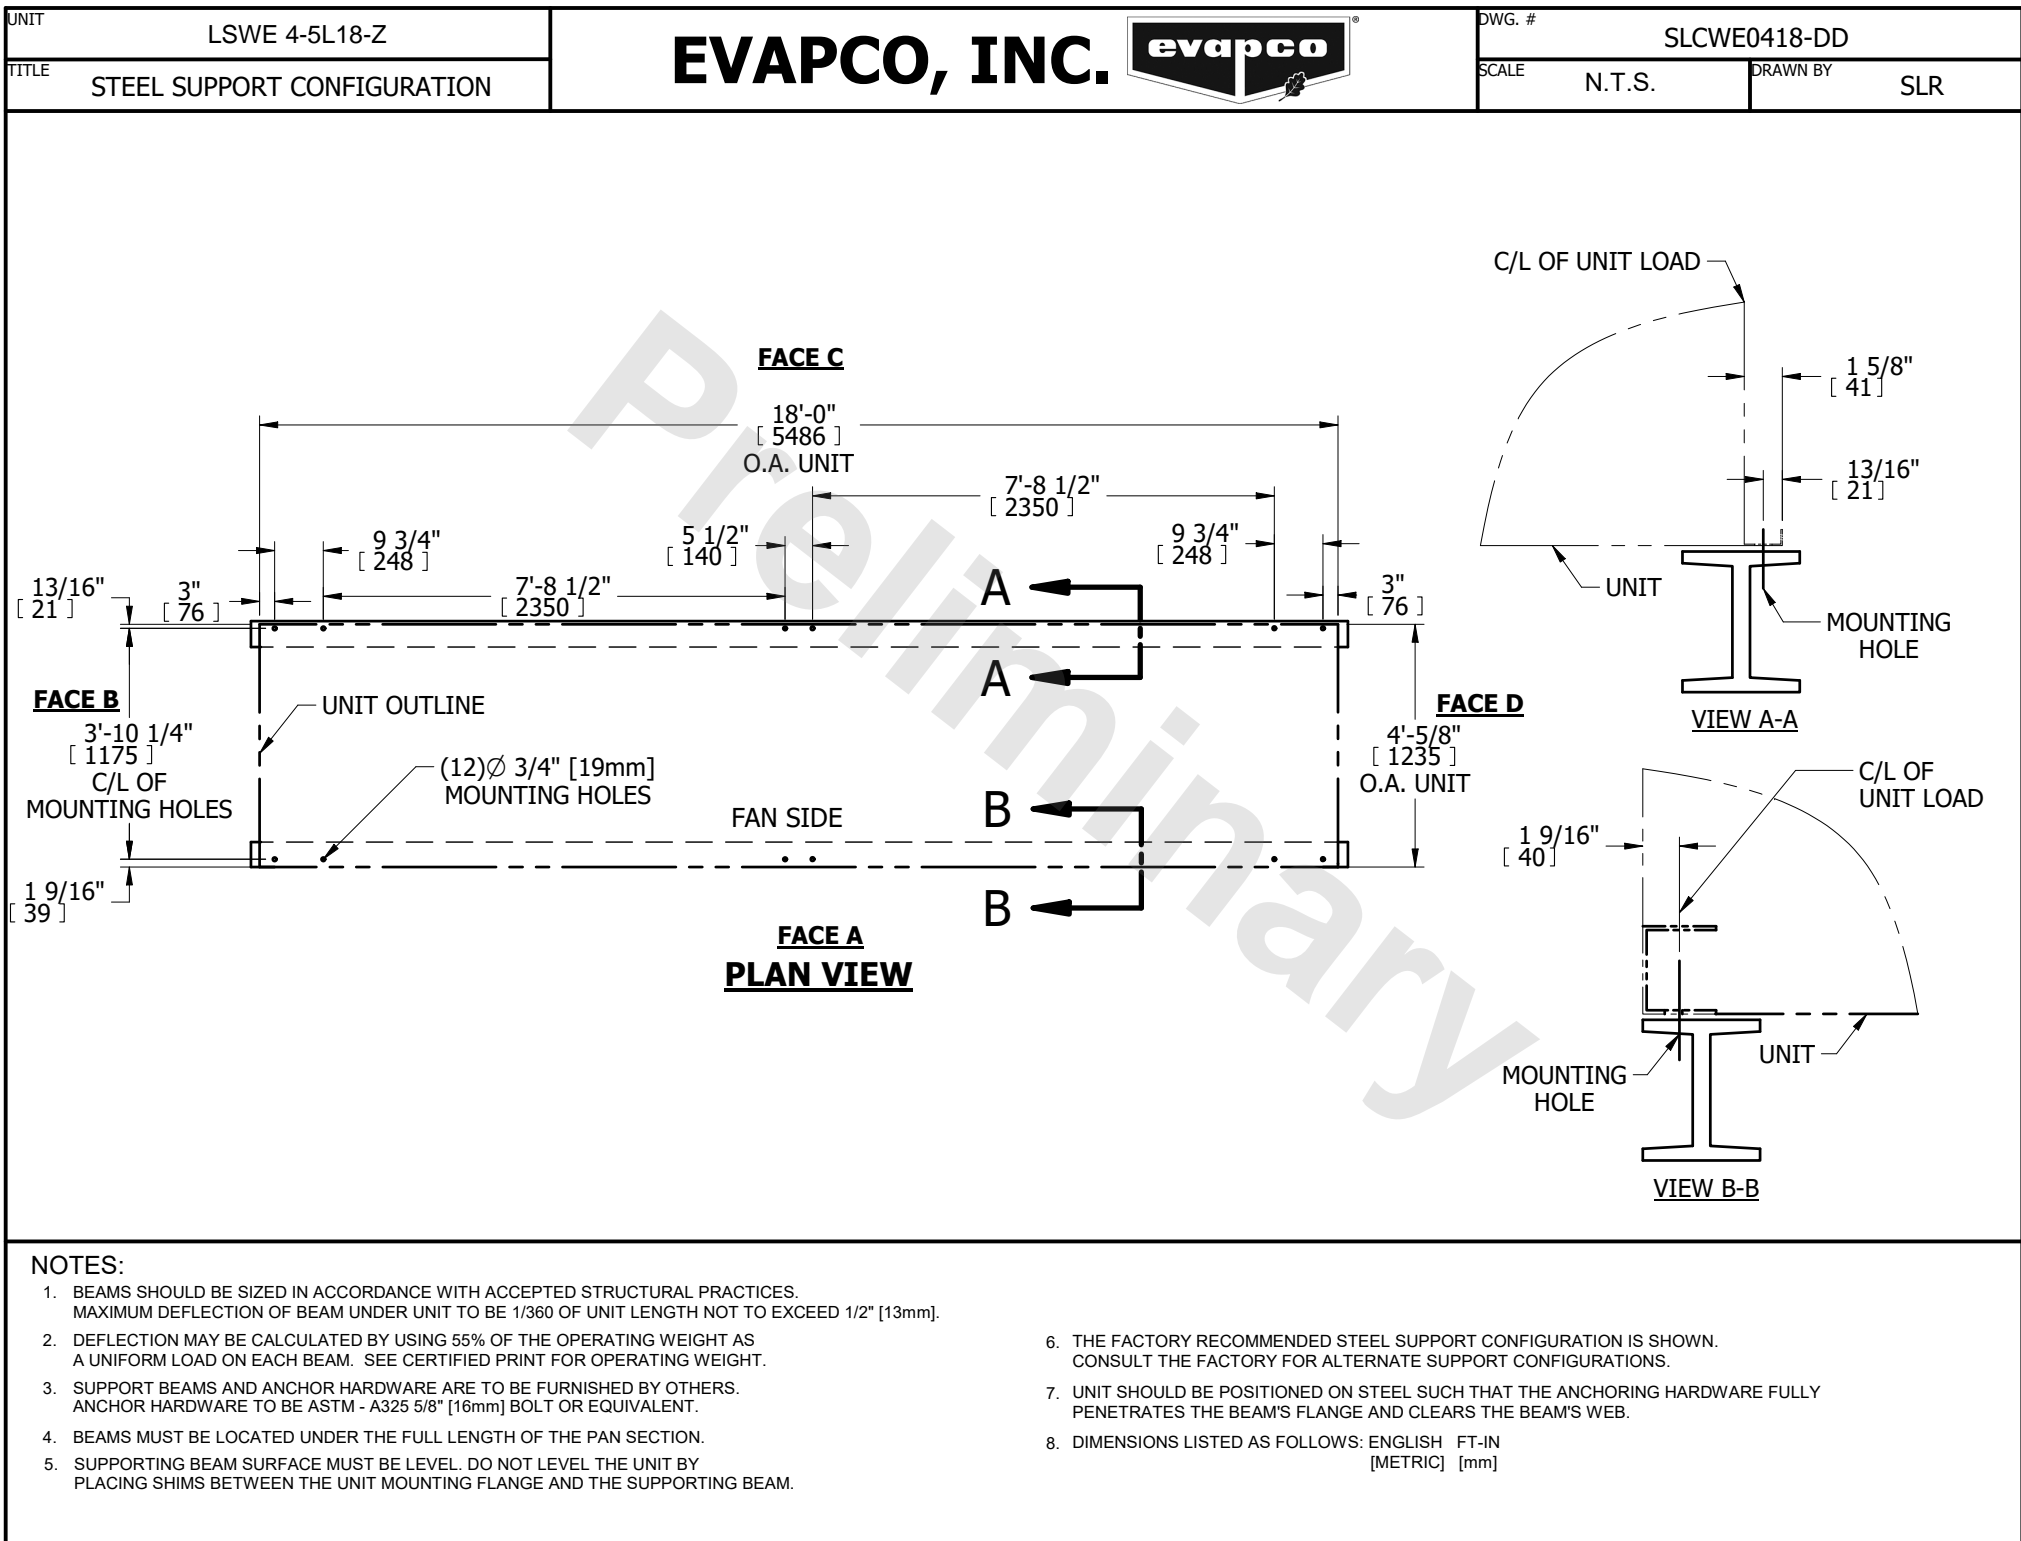 UNIT
LSWE 4-5L18-Z
TITLE
STEEL SUPPORT CONFIGURATION
EVAPCO, INC.
evapco
®
DWG. #
SLCWE0418-DD
SCALE
N.T.S.
DRAWN BY
SLR
Preliminary
FACE C
18'-0"
[ 5486 ]
O.A. UNIT
7'-8 1/2"
[ 2350 ]
9 3/4"
[ 248 ]
5 1/2"
[ 140 ]
9 3/4"
[ 248 ]
13/16"
[ 21 ]
3"
[ 76 ]
7'-8 1/2"
[ 2350 ]
A
3"
[ 76 ]
A
FACE B
3'-10 1/4"
[ 1175 ]
C/L OF
MOUNTING HOLES
UNIT OUTLINE
(12)∅ 3/4" [19mm]
MOUNTING HOLES
FAN SIDE
B
B
FACE D
4'-5/8"
[ 1235 ]
O.A. UNIT
1 9/16"
[ 39 ]
FACE A
PLAN VIEW
C/L OF UNIT LOAD
1 5/8"
[ 41 ]
13/16"
[ 21 ]
UNIT
MOUNTING
HOLE
VIEW A-A
C/L OF
UNIT LOAD
1 9/16"
[ 40 ]
UNIT
MOUNTING
HOLE
VIEW B-B
NOTES:
1. BEAMS SHOULD BE SIZED IN ACCORDANCE WITH ACCEPTED STRUCTURAL PRACTICES.
MAXIMUM DEFLECTION OF BEAM UNDER UNIT TO BE 1/360 OF UNIT LENGTH NOT TO EXCEED 1/2" [13mm].
2. DEFLECTION MAY BE CALCULATED BY USING 55% OF THE OPERATING WEIGHT AS
A UNIFORM LOAD ON EACH BEAM. SEE CERTIFIED PRINT FOR OPERATING WEIGHT.
3. SUPPORT BEAMS AND ANCHOR HARDWARE ARE TO BE FURNISHED BY OTHERS.
ANCHOR HARDWARE TO BE ASTM - A325 5/8" [16mm] BOLT OR EQUIVALENT.
4. BEAMS MUST BE LOCATED UNDER THE FULL LENGTH OF THE PAN SECTION.
5. SUPPORTING BEAM SURFACE MUST BE LEVEL. DO NOT LEVEL THE UNIT BY
PLACING SHIMS BETWEEN THE UNIT MOUNTING FLANGE AND THE SUPPORTING BEAM.
6. THE FACTORY RECOMMENDED STEEL SUPPORT CONFIGURATION IS SHOWN.
CONSULT THE FACTORY FOR ALTERNATE SUPPORT CONFIGURATIONS.
7. UNIT SHOULD BE POSITIONED ON STEEL SUCH THAT THE ANCHORING HARDWARE FULLY
PENETRATES THE BEAM'S FLANGE AND CLEARS THE BEAM'S WEB.
8. DIMENSIONS LISTED AS FOLLOWS: ENGLISH FT-IN
[METRIC] [mm]